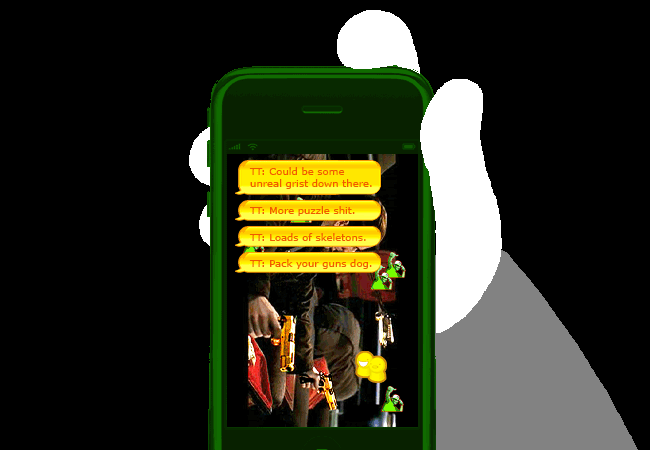 TT: Could be some
unreal grist down there.
TT: More puzzle shit.
TT: Loads of skeletons.
TT: Pack your guns dog.